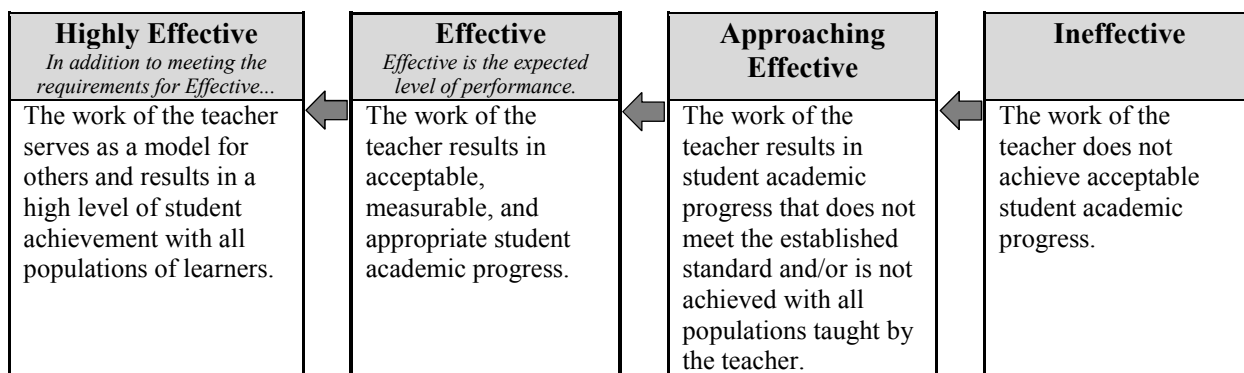 Highly Effective
In addition to meeting the
requirements for Effective...
The work of the teacher
serves as a model for
others and results in a
high level of student
achievement with all
populations of learners.
Effective
Effective is the expected
level of performance.
The work of the
teacher results in
acceptable,
measurable, and
appropriate student
academic progress.
Approaching
Effective
The work of the
teacher results in
student academic
progress that does not
meet the established
standard and/or is not
achieved with all
populations taught by
the teacher.
Ineffective
The work of the
teacher does not
achieve acceptable
student academic
progress.